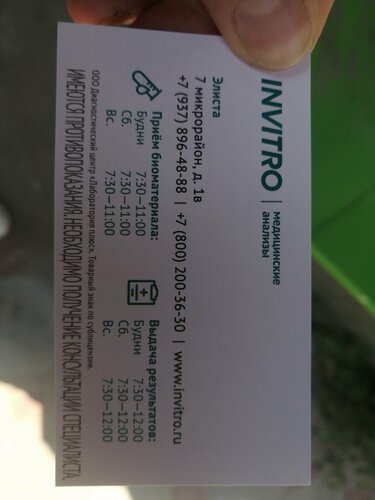 INVITRO | медицинские
анализы
Элиста
7 микрорайон, д. 1в
+7 (937) 896-48-88 | +7 (800) 200-36-30 | www.invitro.ru
Приём биоматериала:
Будни 7:30–11:00
Сб. 7:30–11:00
Вс. 7:30–11:00
Выдача результатов:
Будни 7:30–12:00
Сб. 7:30–12:00
Вс. 7:30–12:00
ООО Диагностический центр «Лаборатория плюс». Товарный знак по сублицензии.
ИМЕЮТСЯ ПРОТИВОПОКАЗАНИЯ. НЕОБХОДИМО ПОЛУЧЕНИЕ КОНСУЛЬТАЦИИ СПЕЦИАЛИСТА.